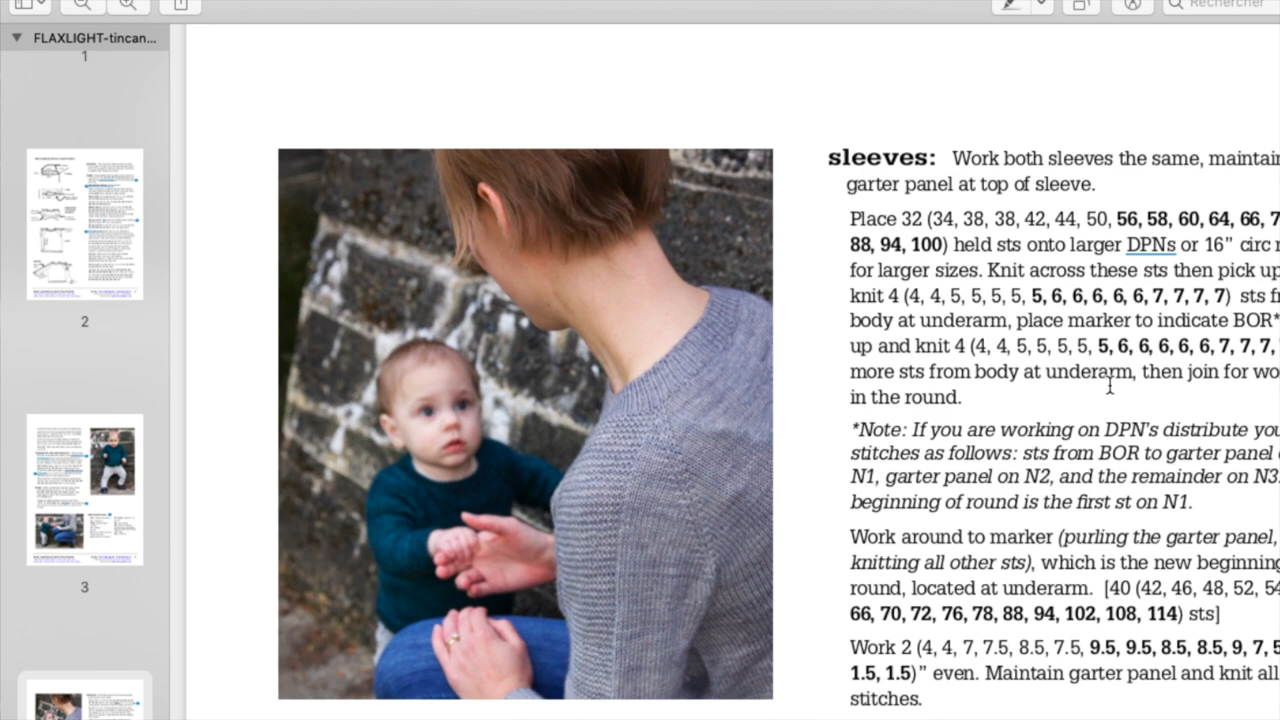 Rechercher
FLAXLIGHT-tincan...
1
2
3
sleeves: Work both sleeves the same, maintain
garter panel at top of sleeve.
Place 32 (34, 38, 38, 42, 44, 50, 56, 58, 60, 64, 66, 7
88, 94, 100) held sts onto larger DPNs or 16" circ n
for larger sizes. Knit across these sts then pick up
knit 4 (4, 4, 5, 5, 5, 5, 5, 6, 6, 6, 6, 6, 7, 7, 7, 7) sts fr
body at underarm, place marker to indicate BOR*
up and knit 4 (4, 4, 5, 5, 5, 5, 5, 6, 6, 6, 6, 6, 7, 7, 7,
more sts from body at underarm, then join for wo
in the round.
*Note: If you are working on DPN's distribute you
stitches as follows: sts from BOR to garter panel
N1, garter panel on N2, and the remainder on N3.
beginning of round is the first st on N1.
Work around to marker (purling the garter panel,
knitting all other sts), which is the new beginning
round, located at underarm. [40 (42, 46, 48, 52, 54
66, 70, 72, 76, 78, 88, 94, 102, 108, 114) sts]
Work 2 (4, 4, 7, 7.5, 8.5, 7.5, 9.5, 9.5, 8.5, 8.5, 9, 7, 5
1.5, 1.5)" even. Maintain garter panel and knit all
stitches.